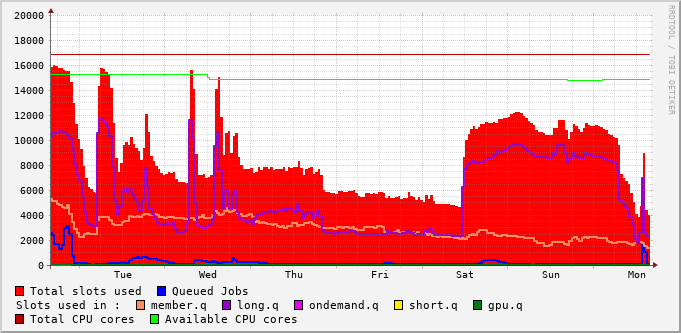 20000
18000
16000
14000
12000
10000
8000
6000
4000
2000
0
Tue Wed Thu Fri Sat Sun Mon
RRDTOOL / TOBI OETIKER
Total slots used Queued Jobs
Slots used in : member.q long.q ondemand.q short.q gpu.q
Total CPU cores Available CPU cores